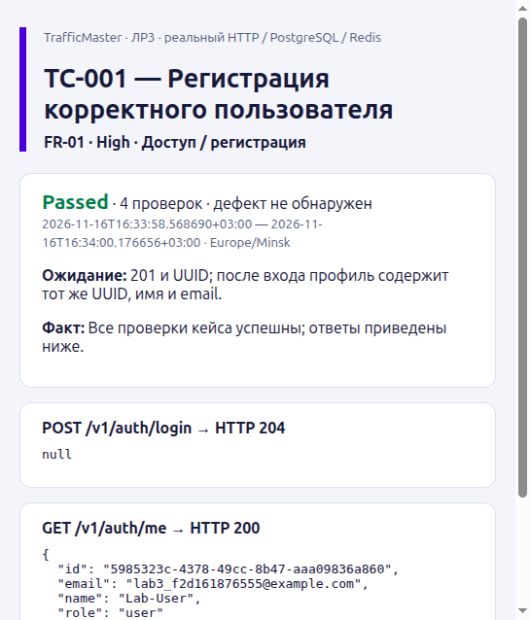 TrafficMaster · ЛР3 · реальный HTTP / PostgreSQL / Redis
TC-001 — Регистрация
корректного пользователя
FR-01 · High · Доступ / регистрация
Passed · 4 проверок · дефект не обнаружен
2026-11-16T16:33:58.568690+03:00 — 2026-11-
16T16:34:00.176656+03:00 · Europe/Minsk
Ожидание: 201 и UUID; после входа профиль содержит
тот же UUID, имя и email.
Факт: Все проверки кейса успешны; ответы приведены
ниже.
POST /v1/auth/login → HTTP 204
null
GET /v1/auth/me → HTTP 200
{
"id": "5985323c-4378-49cc-8b47-aaa09836a860",
"email": "lab3_f2d161876555@example.com",
"name": "Lab-User",
"role": "user"